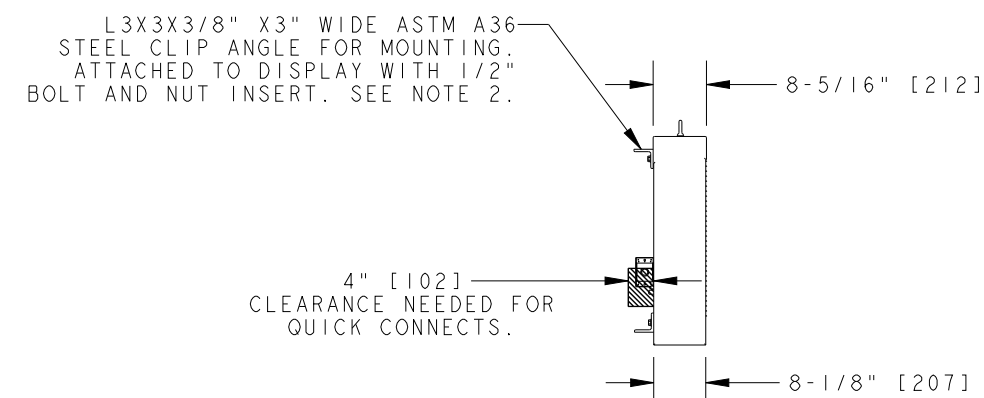 L3X3X3/8" X3" WIDE ASTM A36
STEEL CLIP ANGLE FOR MOUNTING.
ATTACHED TO DISPLAY WITH 1/2"
BOLT AND NUT INSERT. SEE NOTE 2.
8-5/16" [212]
4" [102]
CLEARANCE NEEDED FOR
QUICK CONNECTS.
8-1/8" [207]